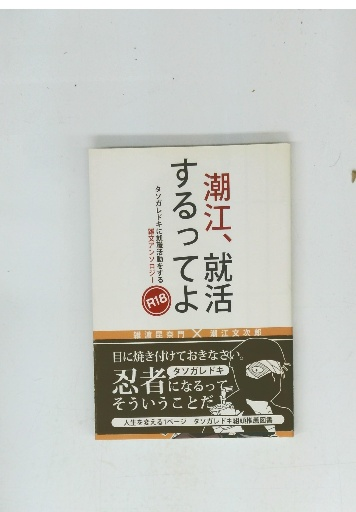 潮江、就活
するってよ
タソガレドキに就職活動をする
雑文アンソロジー
R18
雑渡昆奈門×潮江文次郎
目に焼き付けておきなさい。
タソガレドキ
忍者になるって
そういうことだ
人生を変える1ページ タソガレドキ組頭推薦図書